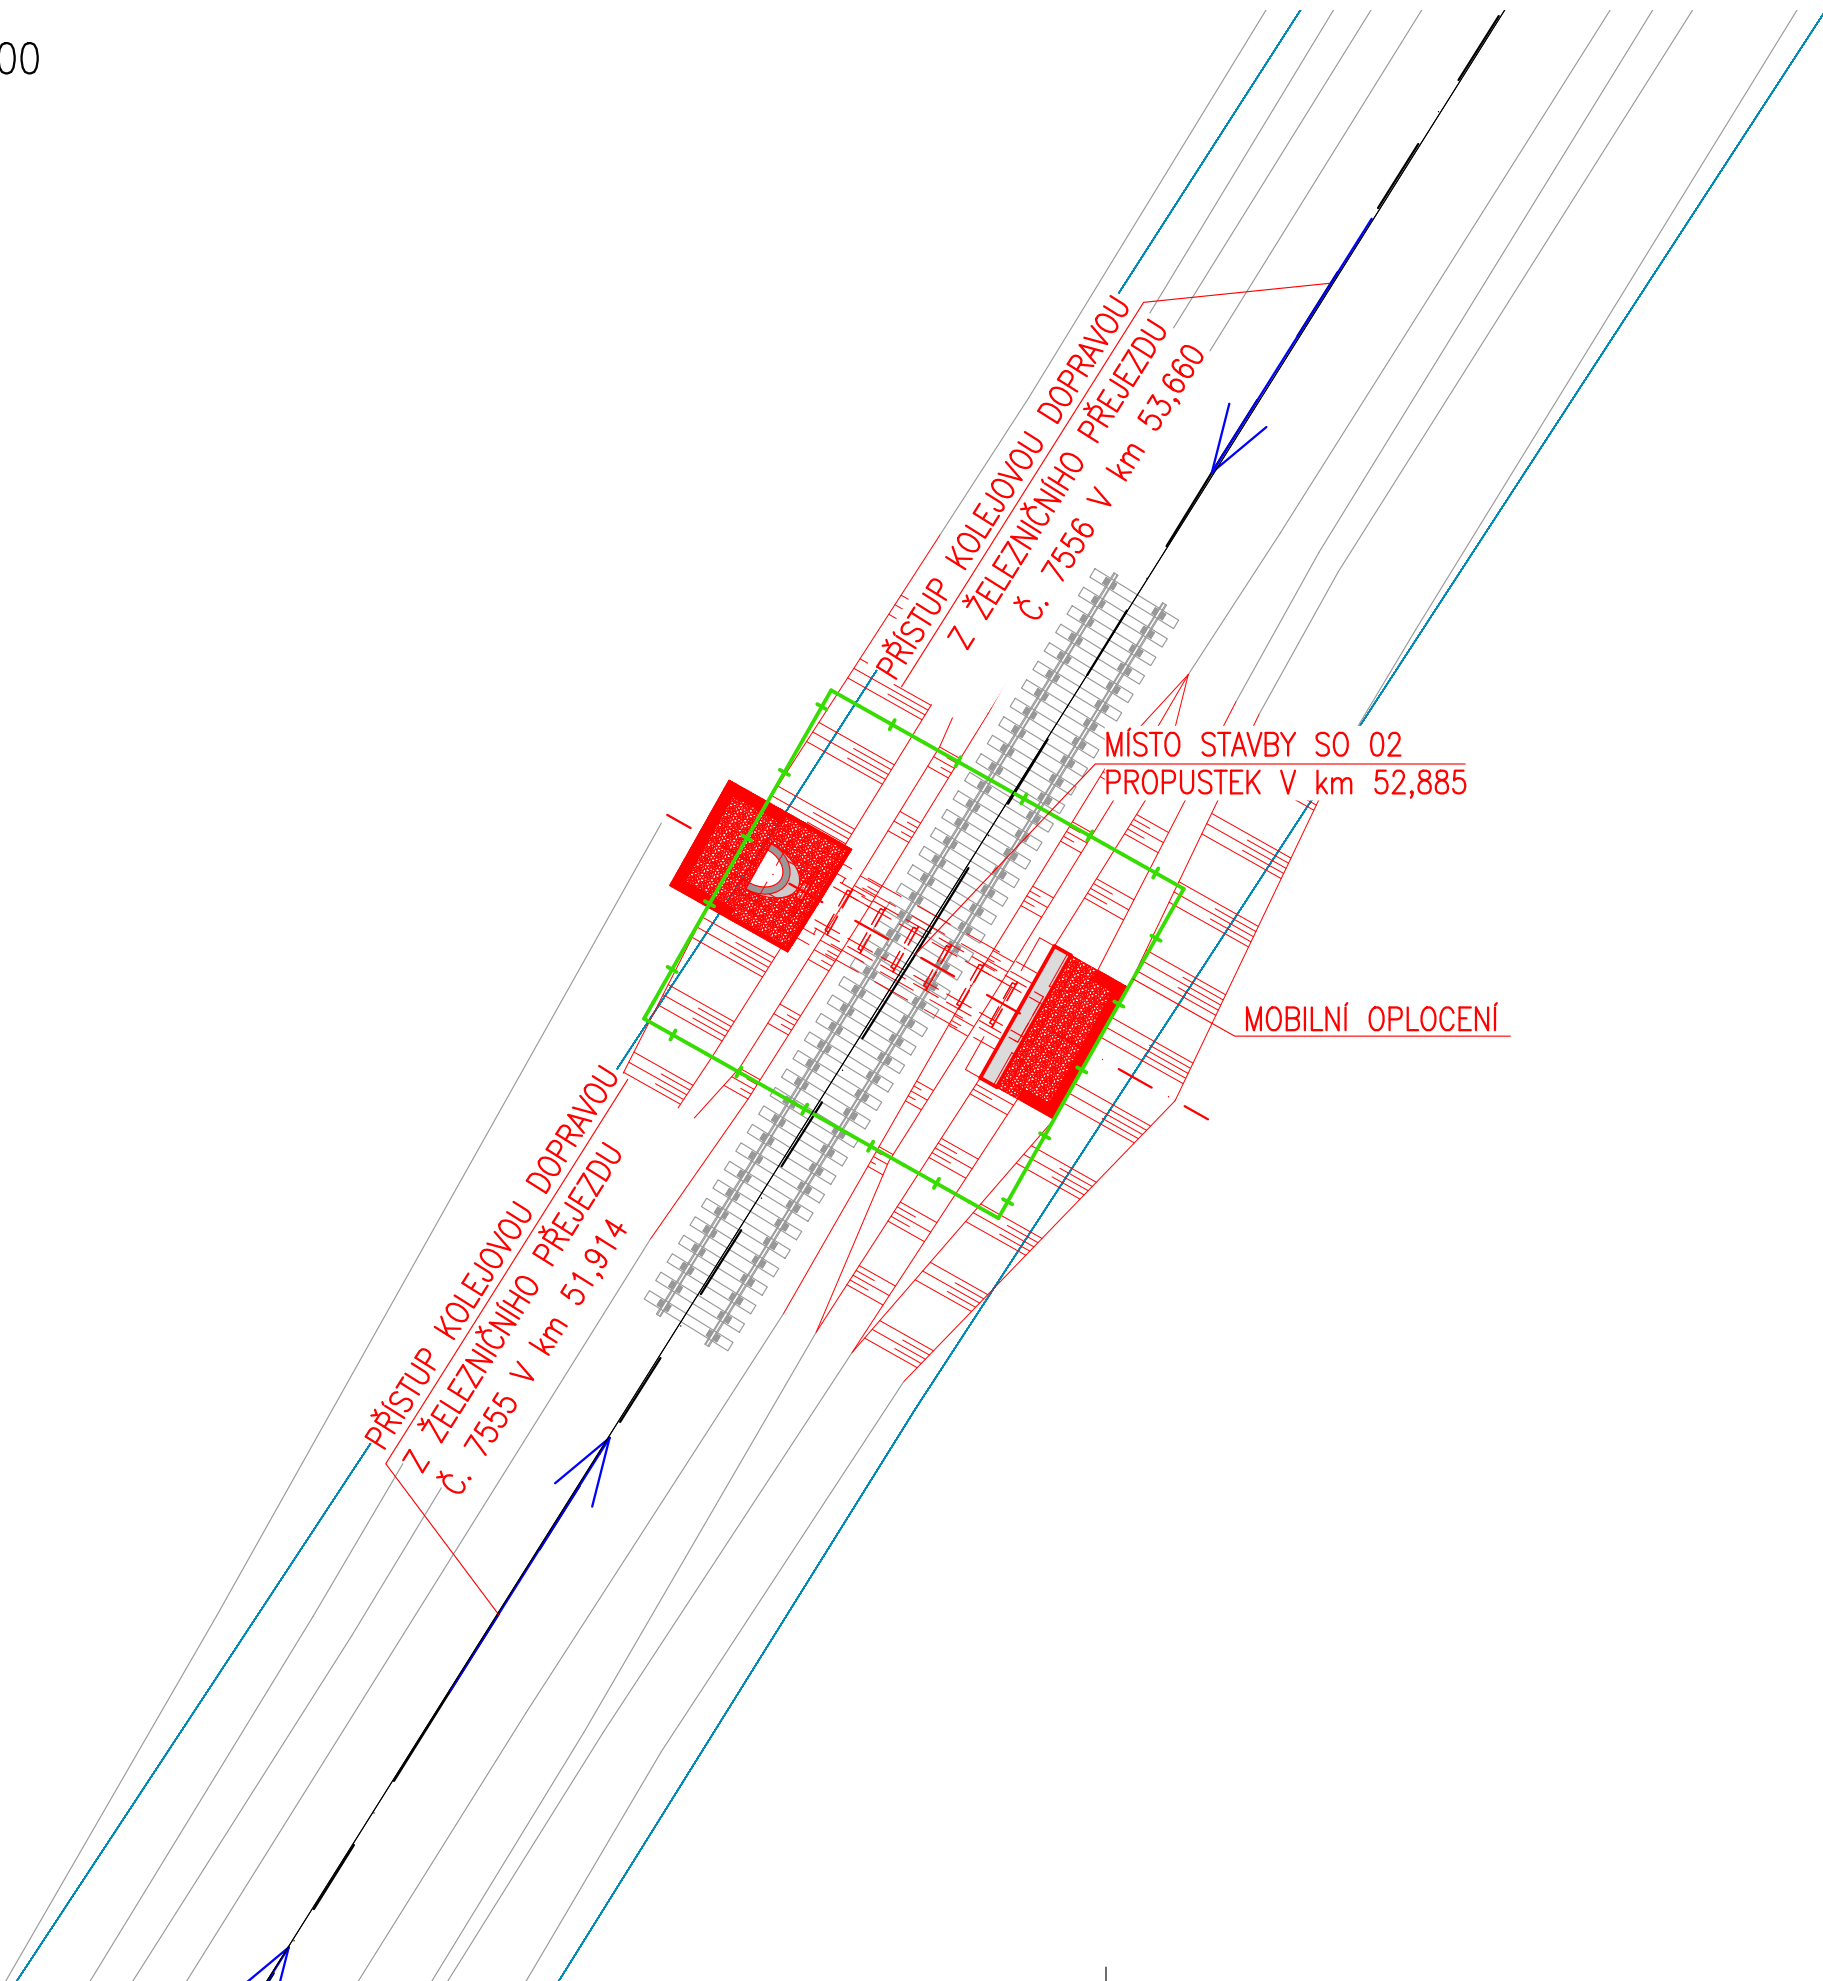 00
PŘÍSTUP KOLEJOVOU DOPRAVOU
Z ŽELEZNIČNÍHO PŘEJEZDU
Č. 7556 V km 53,660
MÍSTO STAVBY SO 02
PROPUSTEK V km 52,885
MOBILNÍ OPLOCENÍ
PŘÍSTUP KOLEJOVOU DOPRAVOU
Z ŽELEZNIČNÍHO PŘEJEZDU
Č. 7555 V km 51,914